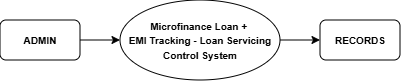 ADMIN
Microfinance Loan +
EMI Tracking - Loan Servicing
Control System
RECORDS